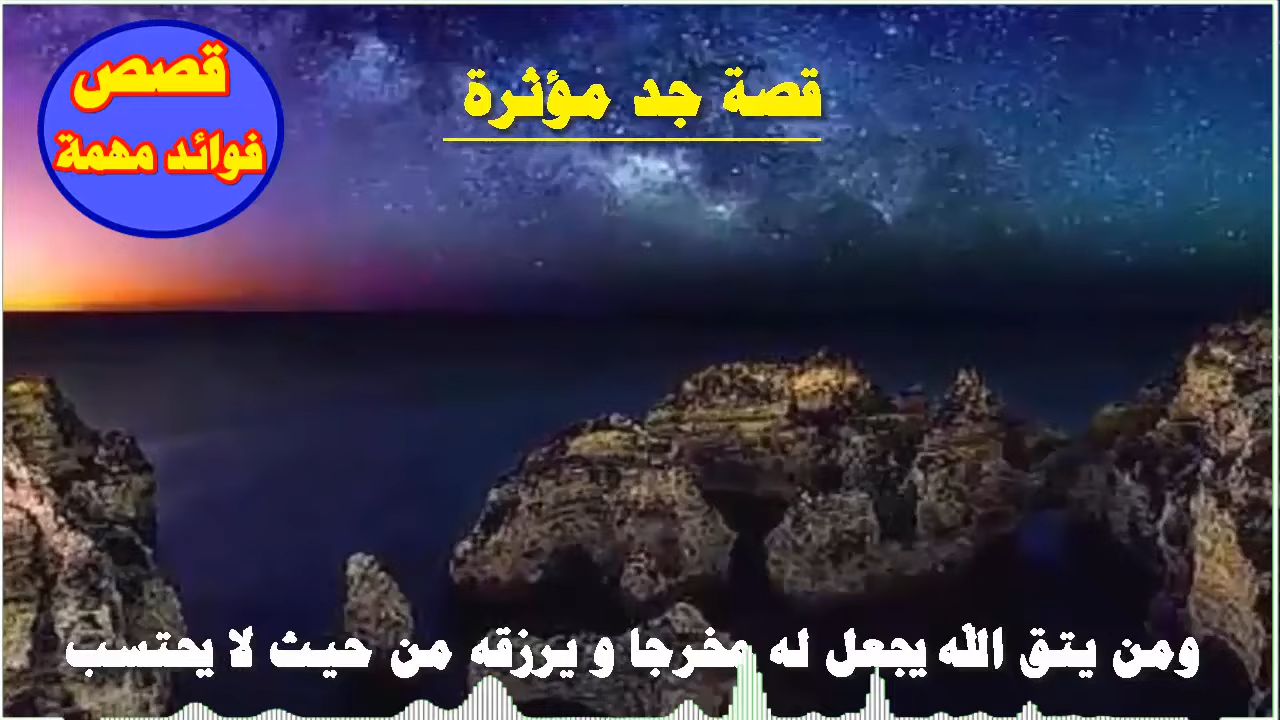 قصص
فوائد مهمة
قصة جد مؤثرة
ومن يتق الله يجعل له مخرجا و يرزقه من حيث لا يحتسب